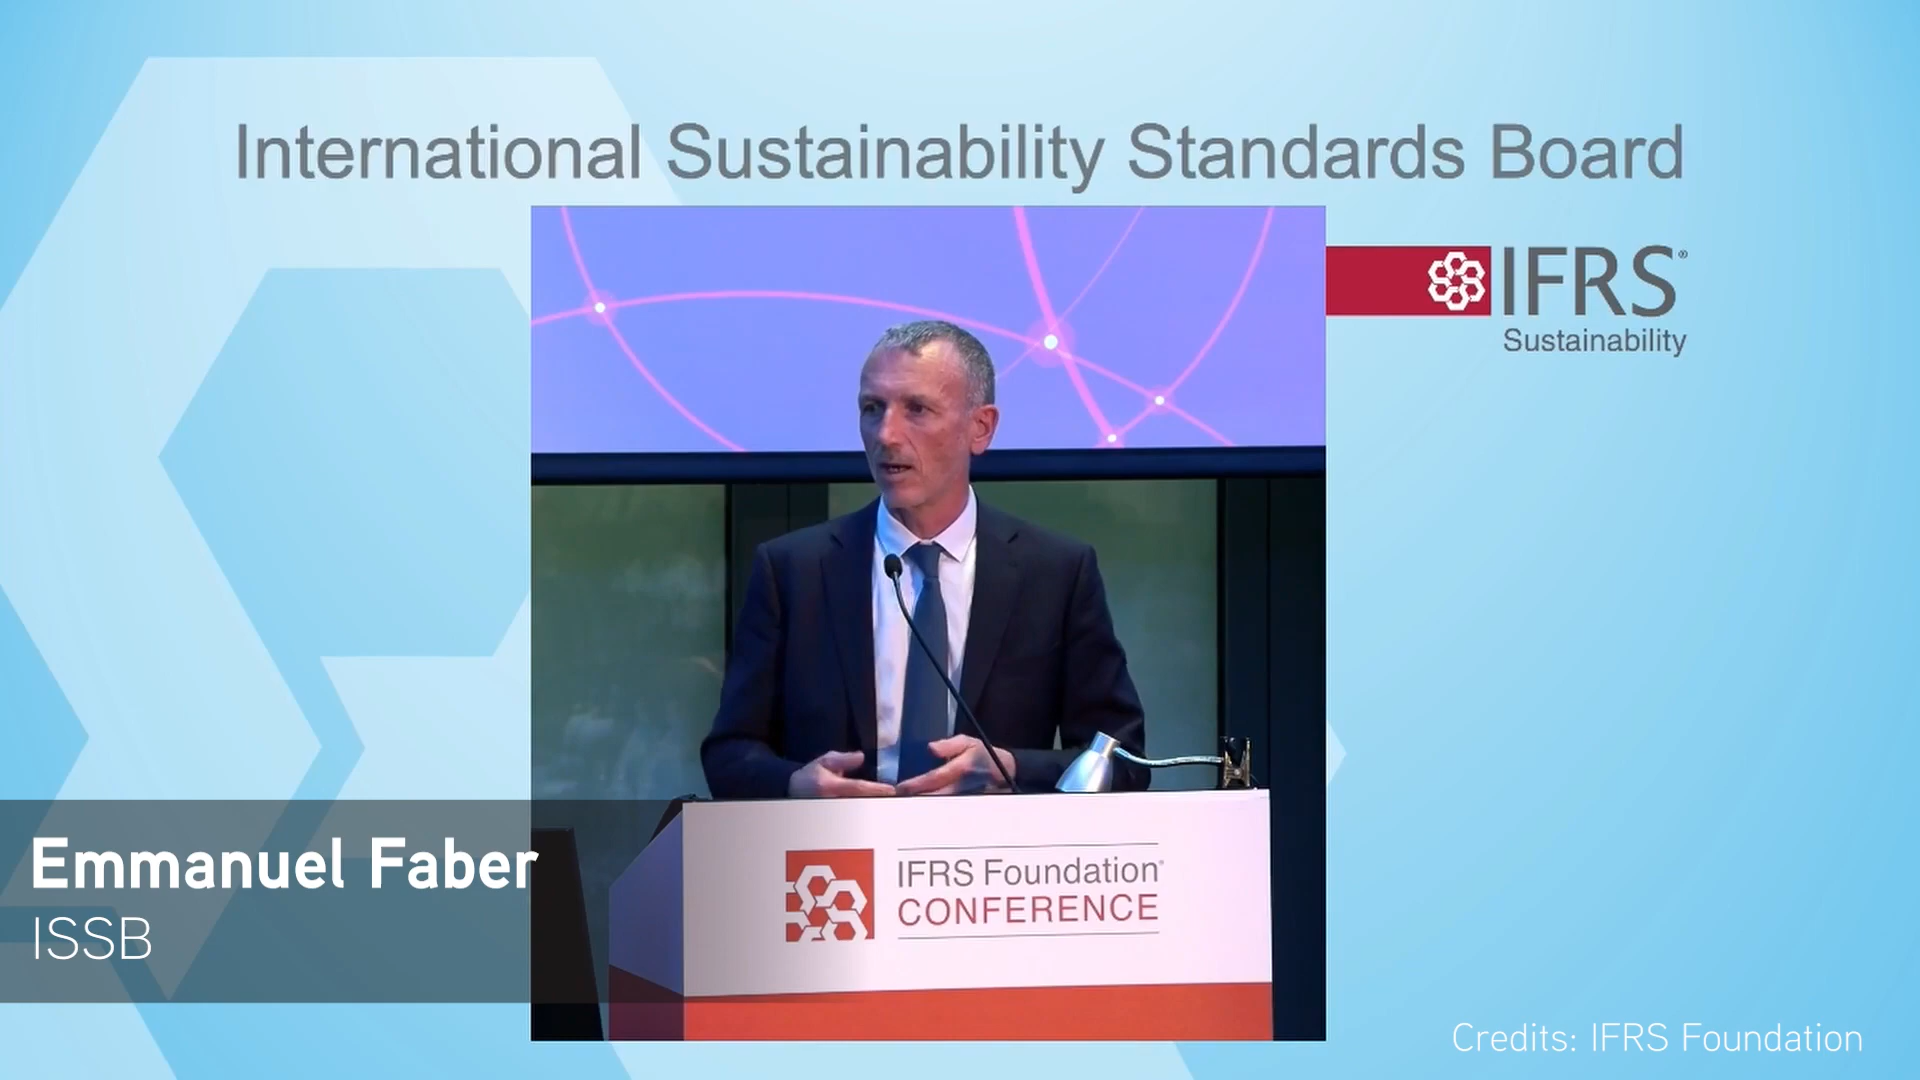 International Sustainability Standards Board
IFRS®
Sustainability
Emmanuel Faber
ISSB
IFRS Foundation®
CONFERENCE
Credits: IFRS Foundation